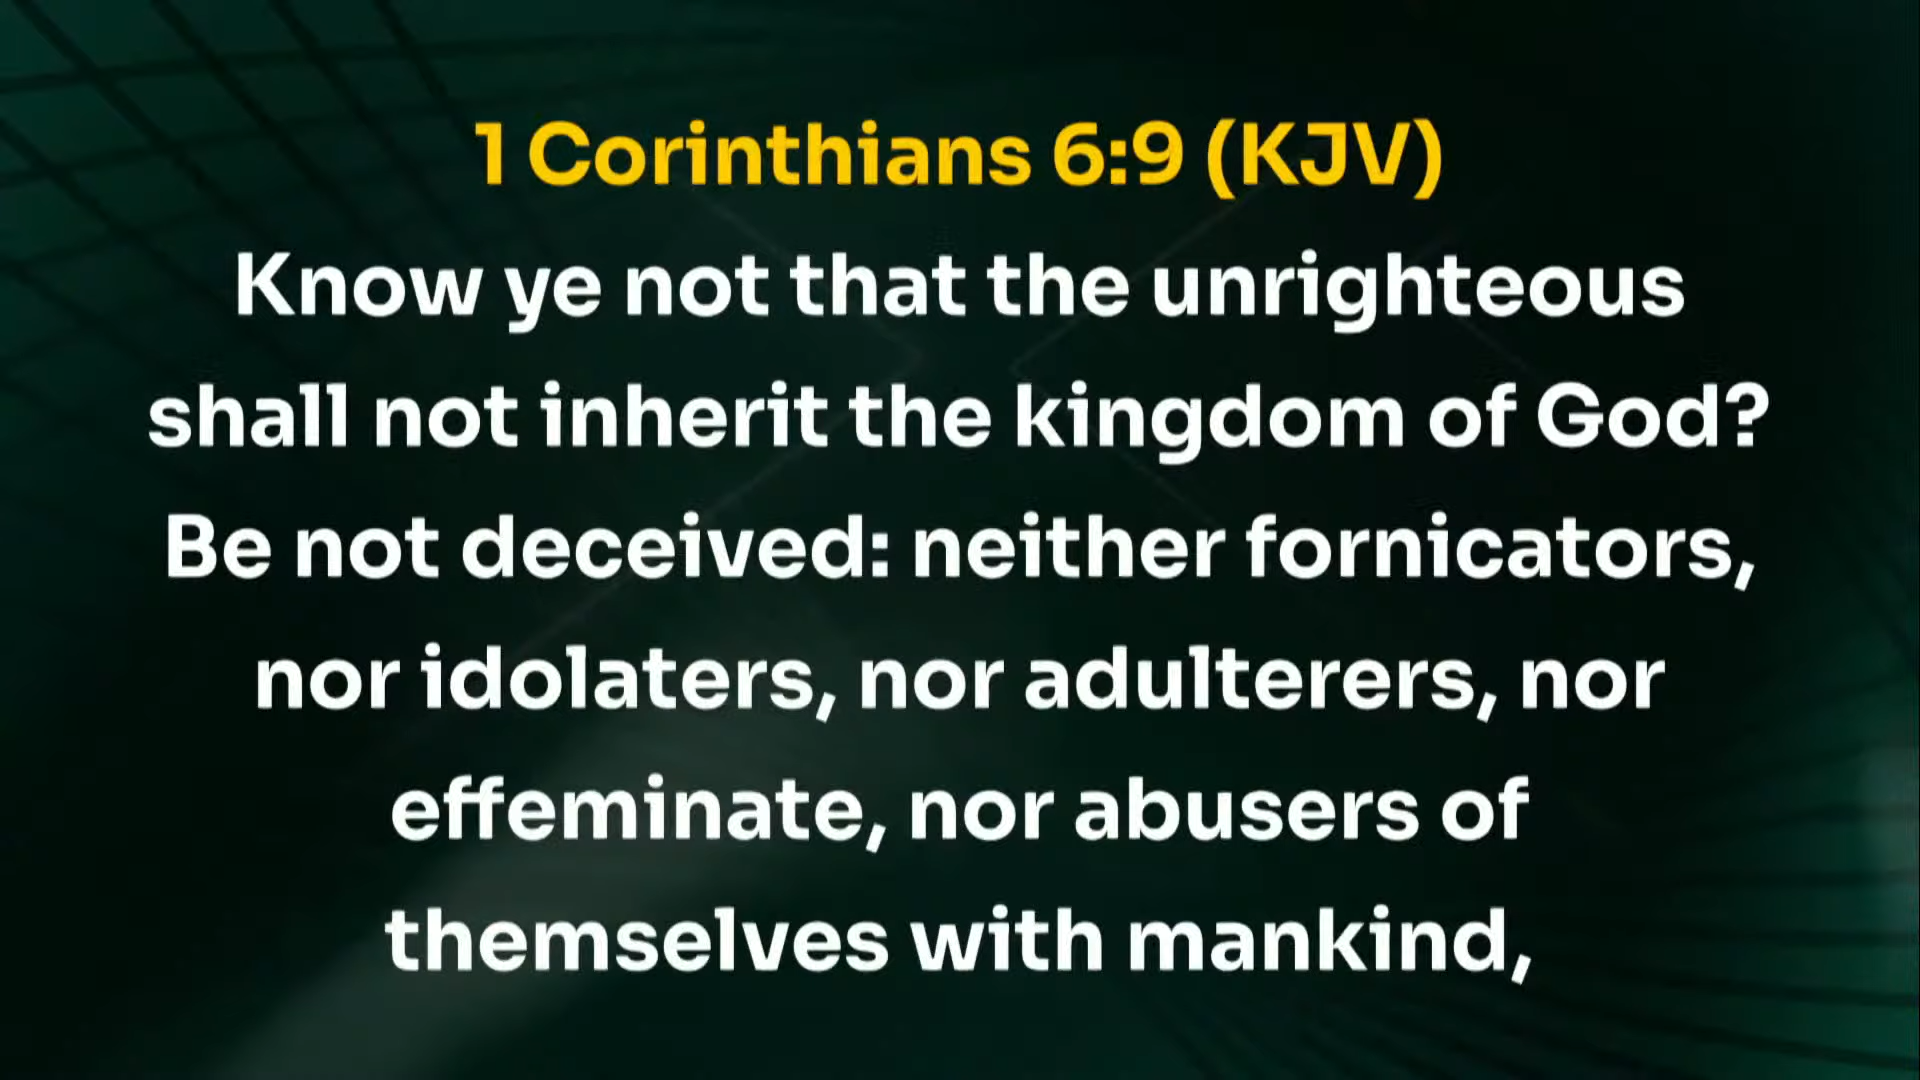 1 Corinthians 6:9 (KJV)
Know ye not that the unrighteous
shall not inherit the kingdom of God?
Be not deceived: neither fornicators,
nor idolaters, nor adulterers, nor
effeminate, nor abusers of
themselves with mankind,